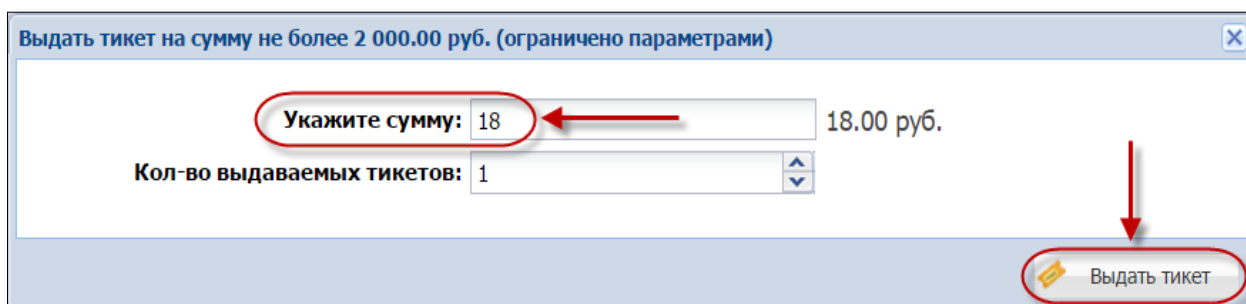 Выдать тикет на сумму не более 2 000.00 руб. (ограничено параметрами)
Укажите сумму: 18 18.00 руб.
Кол-во выдаваемых тикетов: 1
Выдать тикет